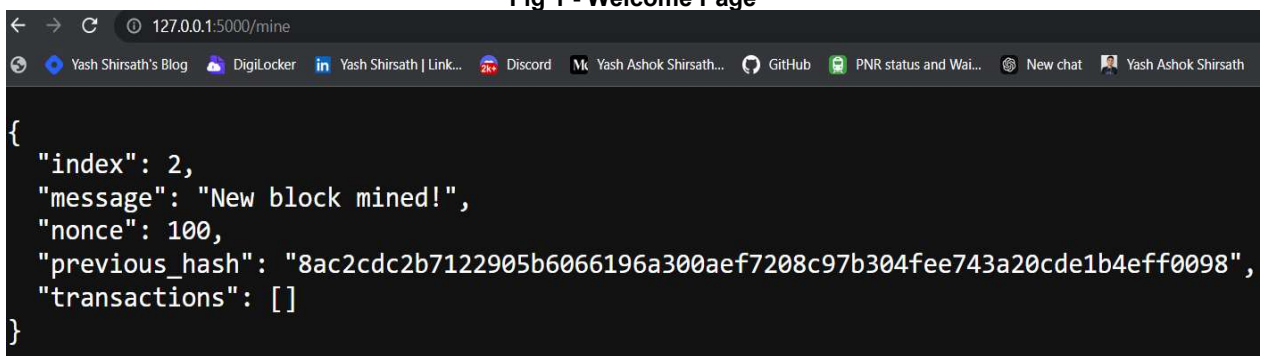 Fig 1 - Welcome Page
127.0.0.1:5000/mine
Yash Shirsath's Blog DigiLocker in Yash Shirsath | Link... 2k+ Discord Yash Ashok Shirsath... GitHub PNR status and Wai... New chat Yash Ashok Shirsath
{
"index": 2,
"message": "New block mined!",
"nonce": 100,
"previous_hash": "8ac2cdc2b7122905b6066196a300aef7208c97b304fee743a20cde1b4eff0098",
"transactions": []
}